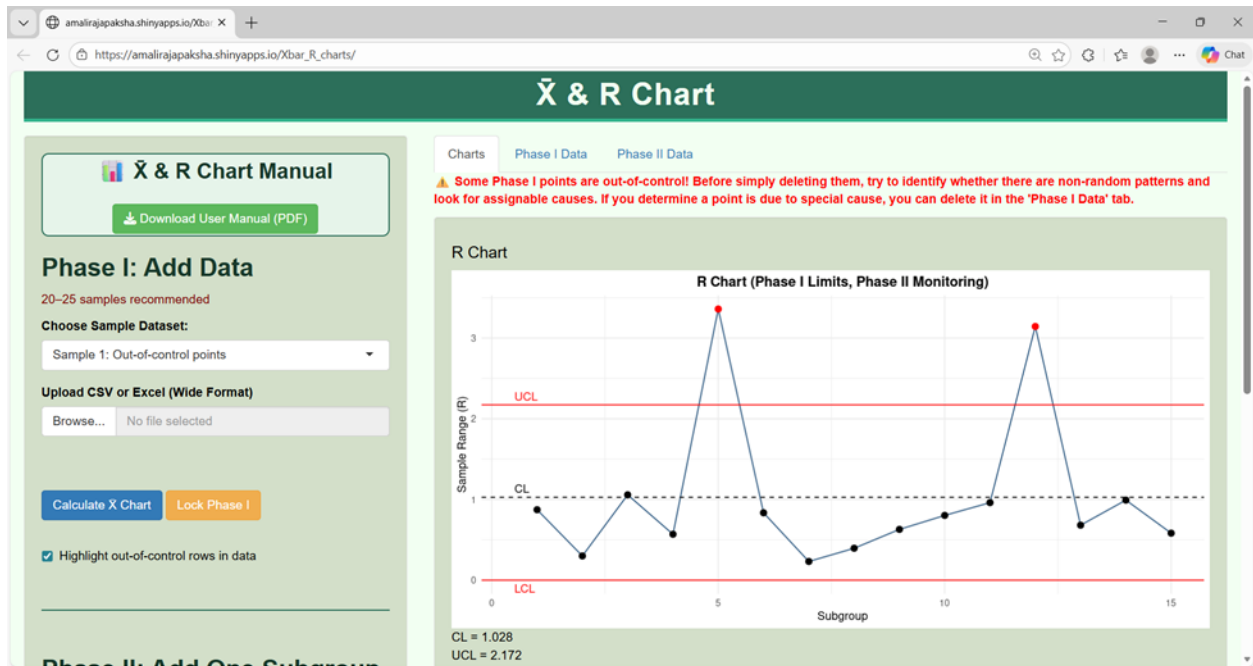 amalirajapaksha.shinyapps.io/Xbar
https://amalirajapaksha.shinyapps.io/Xbar_R_charts/
Chat
X̄ & R Chart
X̄ & R Chart Manual
Download User Manual (PDF)
Phase I: Add Data
20–25 samples recommended
Choose Sample Dataset:
Sample 1: Out-of-control points
Upload CSV or Excel (Wide Format)
Browse... No file selected
Calculate X̄ Chart Lock Phase I
Highlight out-of-control rows in data
Phase II: Add One Subgroup
Charts Phase I Data Phase II Data
Some Phase I points are out-of-control! Before simply deleting them, try to identify whether there are non-random patterns and
look for assignable causes. If you determine a point is due to special cause, you can delete it in the 'Phase I Data' tab.
R Chart
R Chart (Phase I Limits, Phase II Monitoring)
Sample Range (R)
3
UCL
2
CL
1
0
LCL
0 5 10 15
Subgroup
CL = 1.028
UCL = 2.172